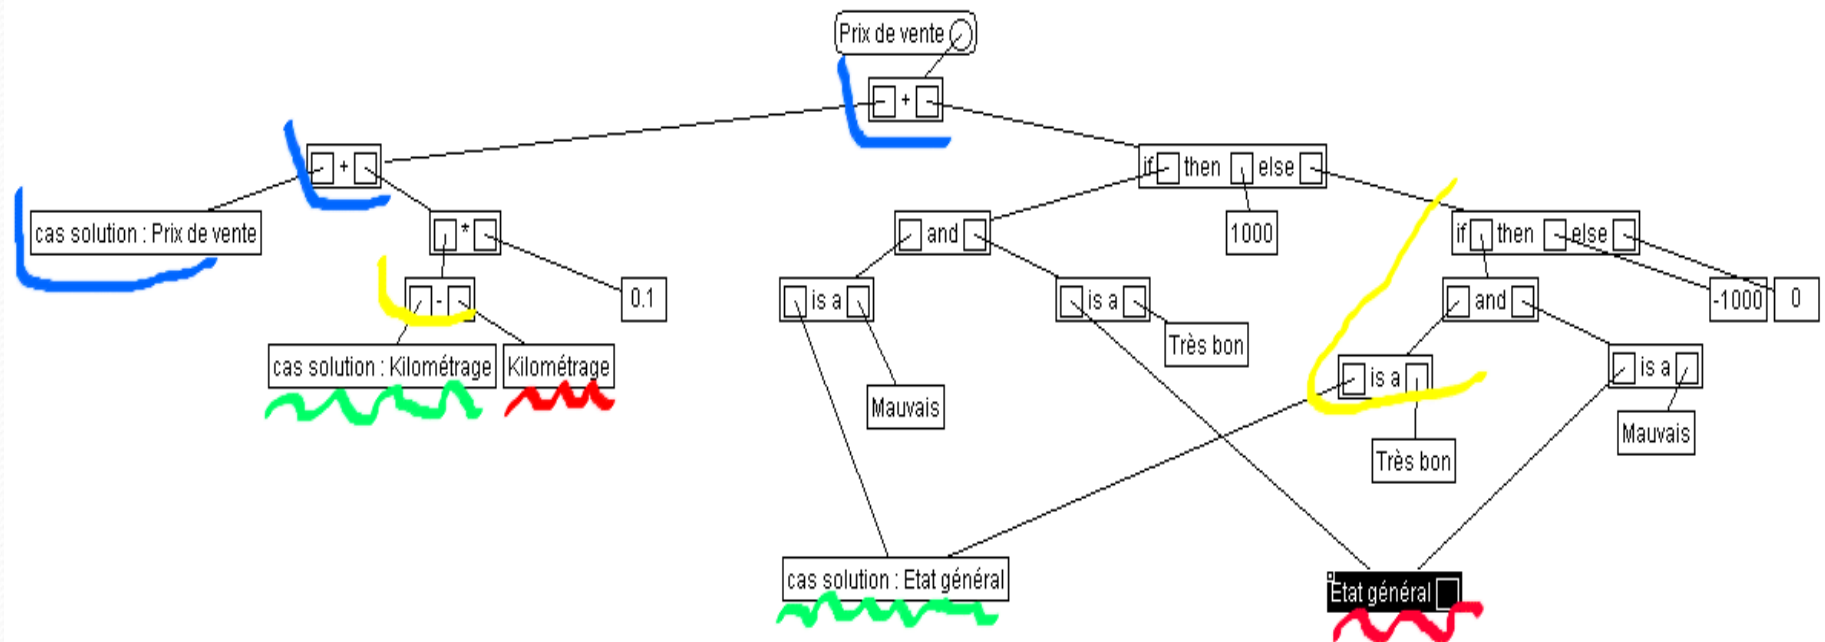 Prix de vente
+
+
if then else
cas solution : Prix de vente
*
and
1000
if then else
-
0.1
is a
is a
and
-1000
0
cas solution : Kilométrage
Kilométrage
Très bon
is a
is a
Mauvais
Mauvais
Très bon
cas solution : Etat général
Etat général